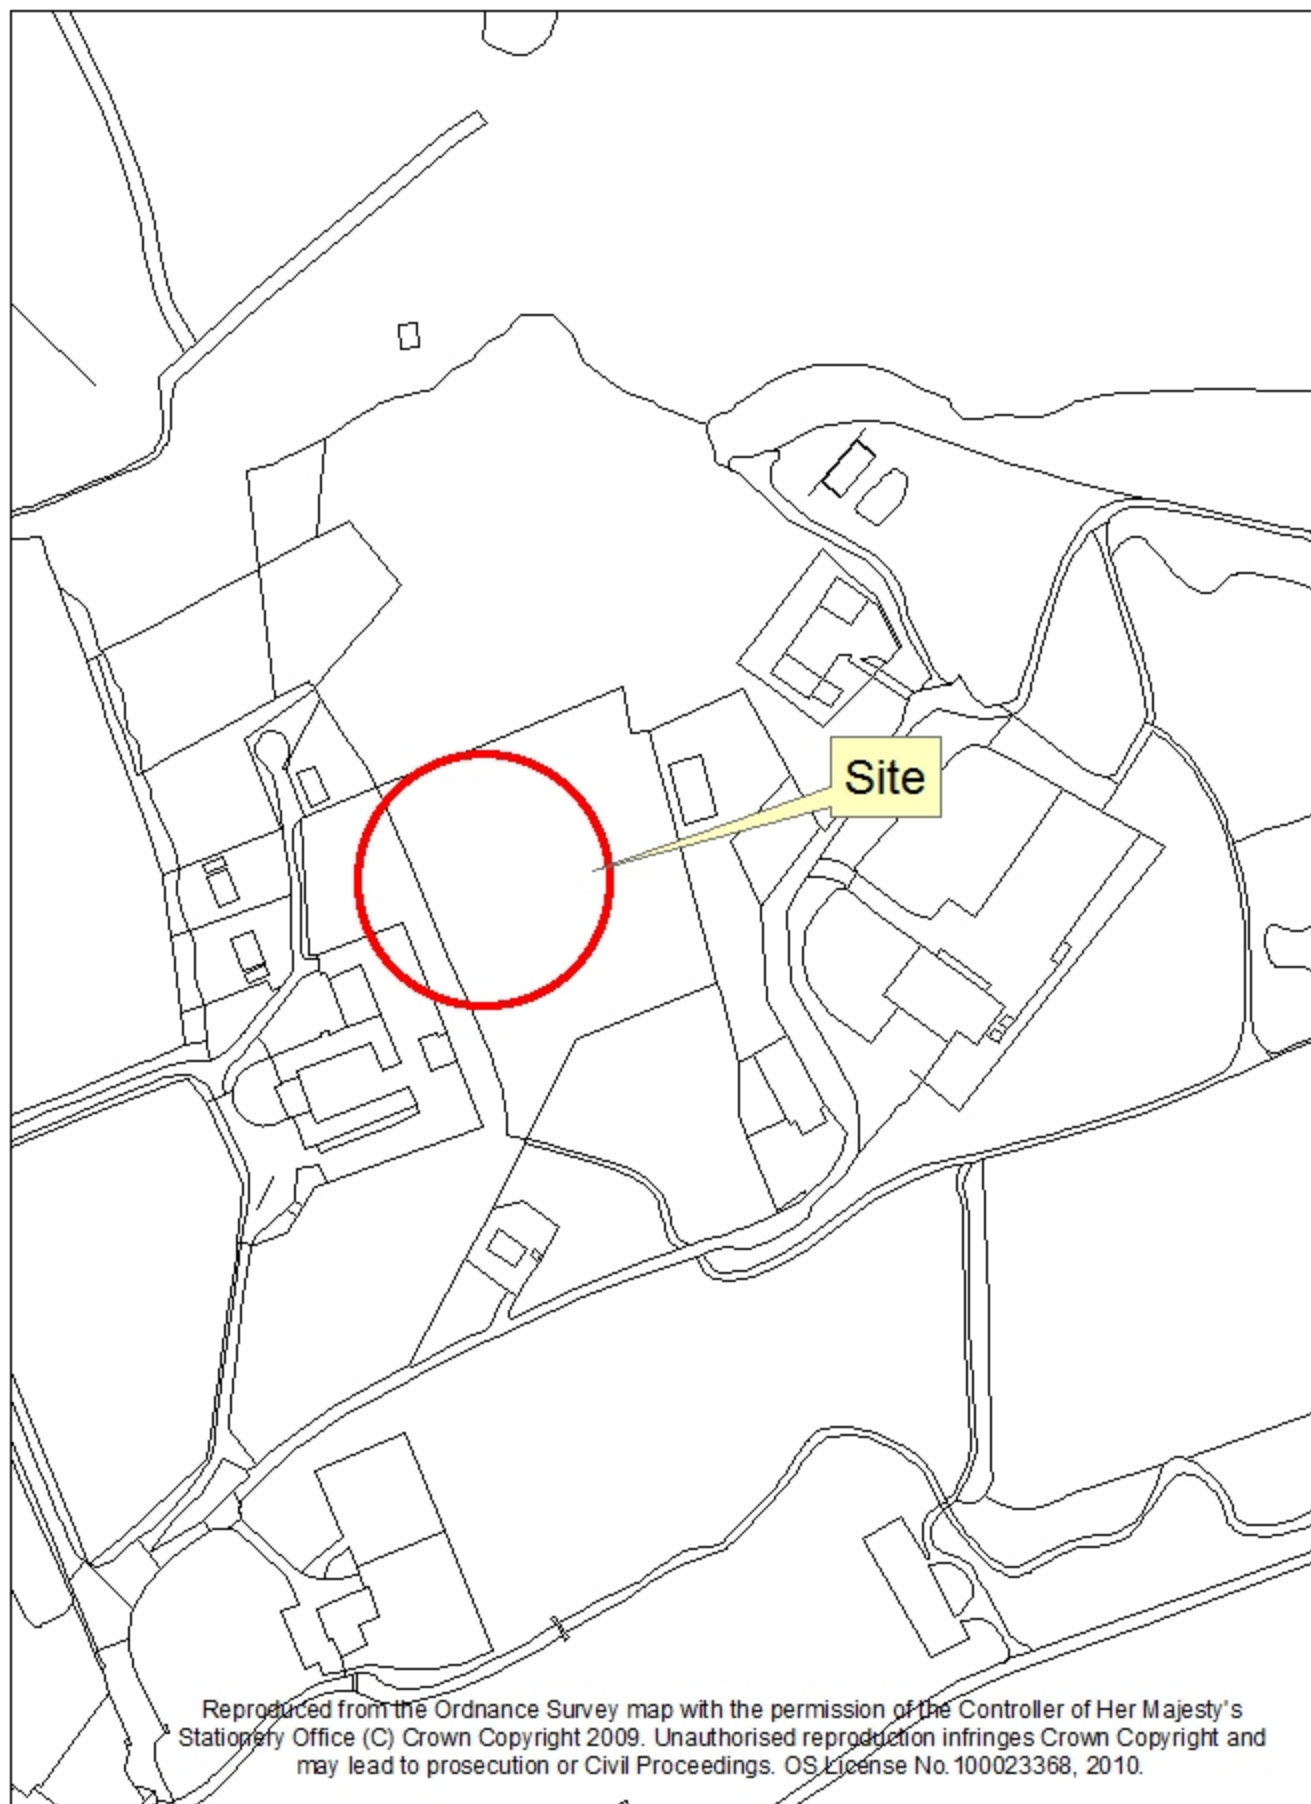 Site
Reproduced from the Ordnance Survey map with the permission of the Controller of Her Majesty's
Stationery Office (C) Crown Copyright 2009. Unauthorised reproduction infringes Crown Copyright and
may lead to prosecution or Civil Proceedings. OS License No.100023368, 2010.